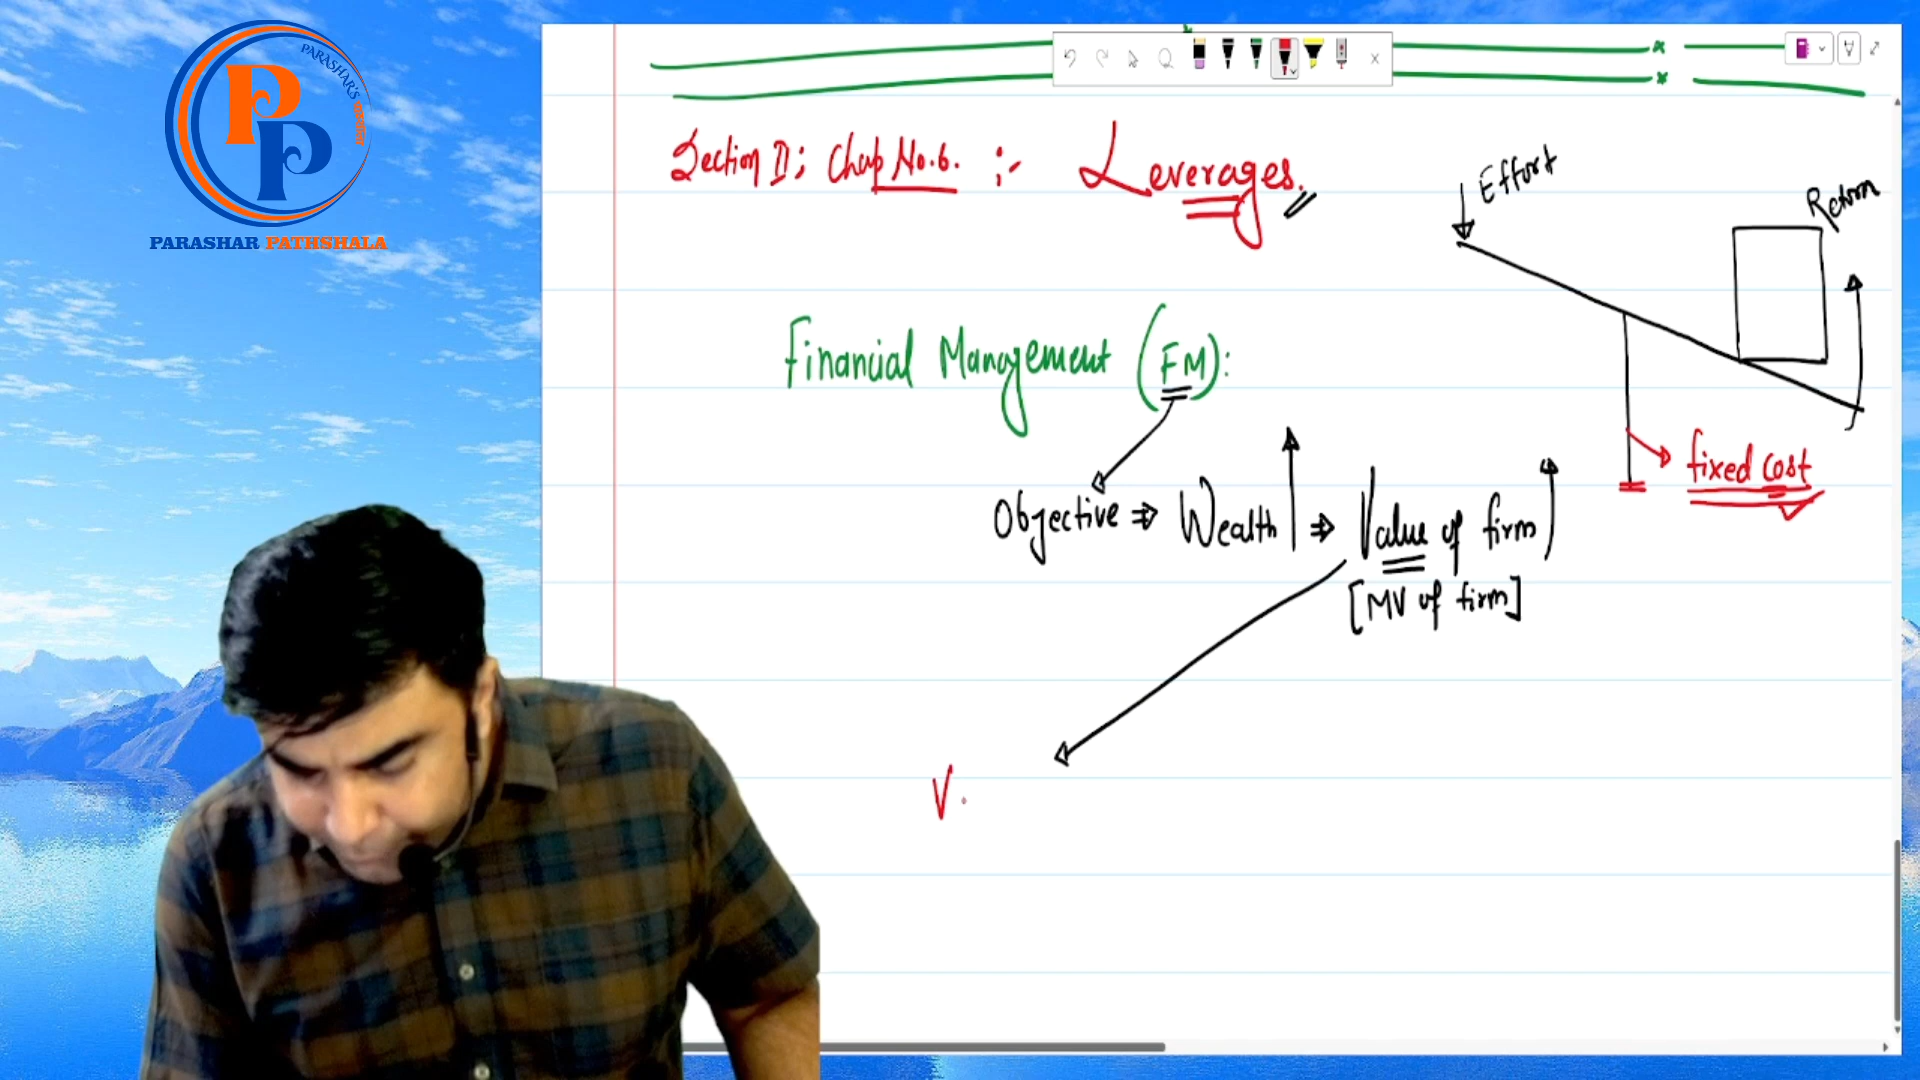 PARASHAR'S
PARASHAR PATHSHALA
Section D; Chap No.6. :- Leverages.
Effort
Return
Financial Management (FM):
fixed cost
Objective ⇒ Wealth ↑ ⇒ Value of firm ↑
[MV of firm]
V